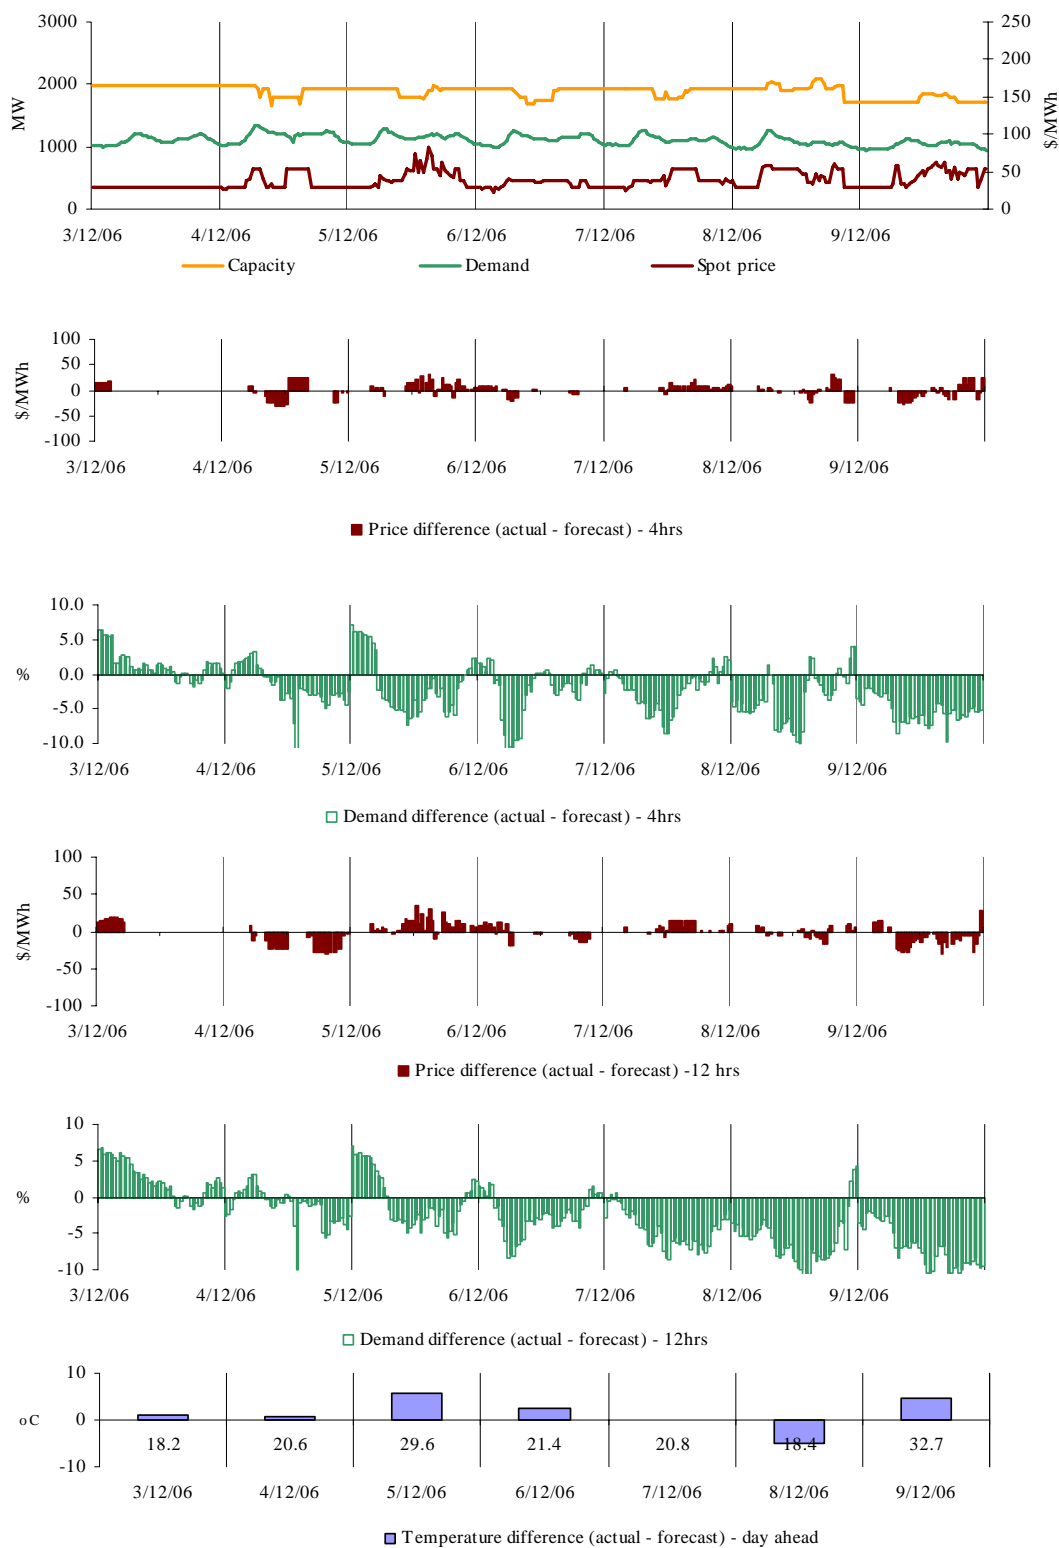 3000
250
200
2000
150
MW
$/MWh
100
1000
50
0
0
3/12/06 4/12/06 5/12/06 6/12/06 7/12/06 8/12/06 9/12/06
Capacity Demand Spot price
100
50
$/MWh
0
-50
-100
3/12/06 4/12/06 5/12/06 6/12/06 7/12/06 8/12/06 9/12/06
Price difference (actual - forecast) - 4hrs
10.0
5.0
%
0.0
-5.0
-10.0
3/12/06 4/12/06 5/12/06 6/12/06 7/12/06 8/12/06 9/12/06
Demand difference (actual - forecast) - 4hrs
100
50
$/MWh
0
-50
-100
3/12/06 4/12/06 5/12/06 6/12/06 7/12/06 8/12/06 9/12/06
Price difference (actual - forecast) -12 hrs
10
5
%
0
-5
-10
3/12/06 4/12/06 5/12/06 6/12/06 7/12/06 8/12/06 9/12/06
Demand difference (actual - forecast) - 12hrs
10
oC
0
18.2 20.6 29.6 21.4 20.8 18.4 32.7
-10
3/12/06 4/12/06 5/12/06 6/12/06 7/12/06 8/12/06 9/12/06
Temperature difference (actual - forecast) - day ahead